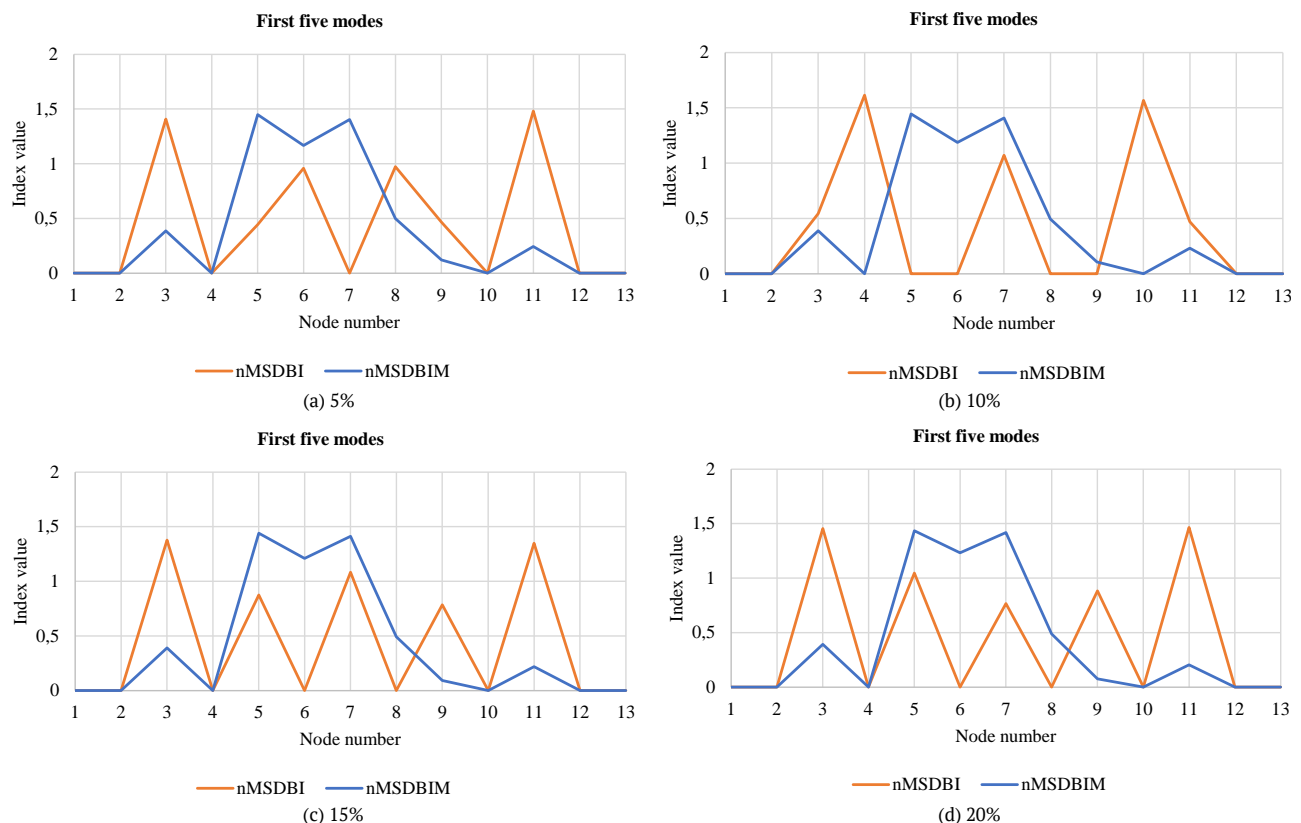 First five modes
2
1,5
1
0,5
0
Index value
1 2 3 4 5 6 7 8 9 10 11 12 13
Node number
nMSDBI nMSDBIM
(a) 5%
First five modes
2
1,5
1
0,5
0
Index value
1 2 3 4 5 6 7 8 9 10 11 12 13
Node number
nMSDBI nMSDBIM
(b) 10%
First five modes
2
1,5
1
0,5
0
Index value
1 2 3 4 5 6 7 8 9 10 11 12 13
Node number
nMSDBI nMSDBIM
(c) 15%
First five modes
2
1,5
1
0,5
0
Index value
1 2 3 4 5 6 7 8 9 10 11 12 13
Node number
nMSDBI nMSDBIM
(d) 20%